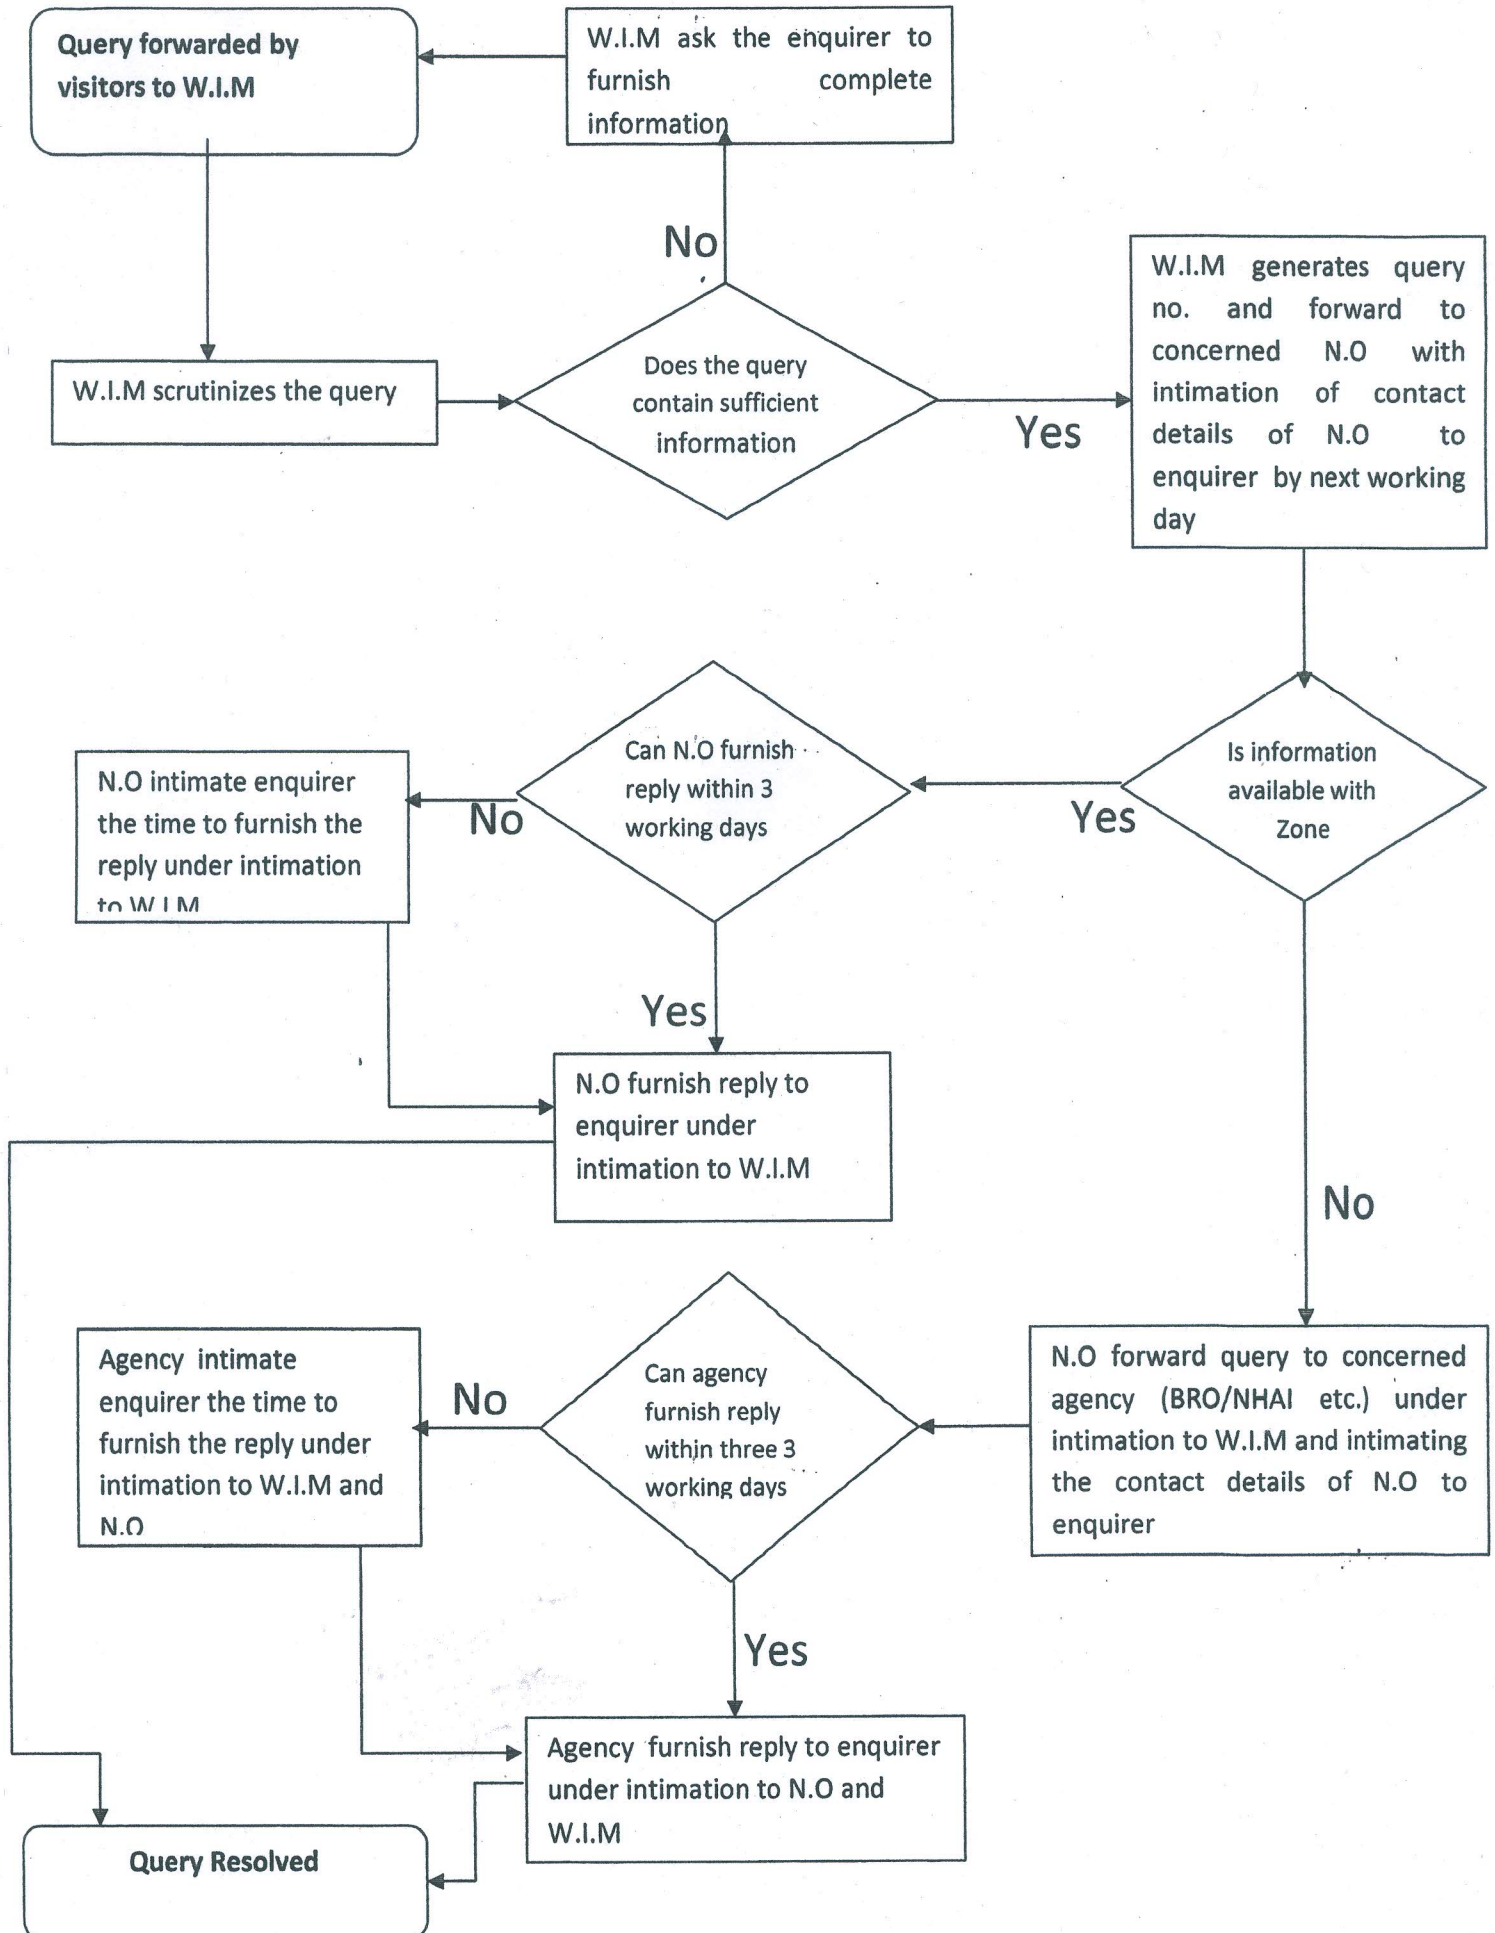 Query forwarded by
visitors to W.I.M
W.I.M ask the enquirer to
furnish complete
information
No
W.I.M scrutinizes the query
Does the query
contain sufficient
information
Yes
W.I.M generates query
no. and forward to
concerned N.O with
intimation of contact
details of N.O to
enquirer by next working
day
Is information
available with
Zone
Yes
Can N.O furnish
reply within 3
working days
No
N.O intimate enquirer
the time to furnish the
reply under intimation
to W.I.M
Yes
N.O furnish reply to
enquirer under
intimation to W.I.M
No
N.O forward query to concerned
agency (BRO/NHAI etc.) under
intimation to W.I.M and intimating
the contact details of N.O to
enquirer
Can agency
furnish reply
within three 3
working days
No
Agency intimate
enquirer the time to
furnish the reply under
intimation to W.I.M and
N.O
Yes
Agency furnish reply to enquirer
under intimation to N.O and
W.I.M
Query Resolved